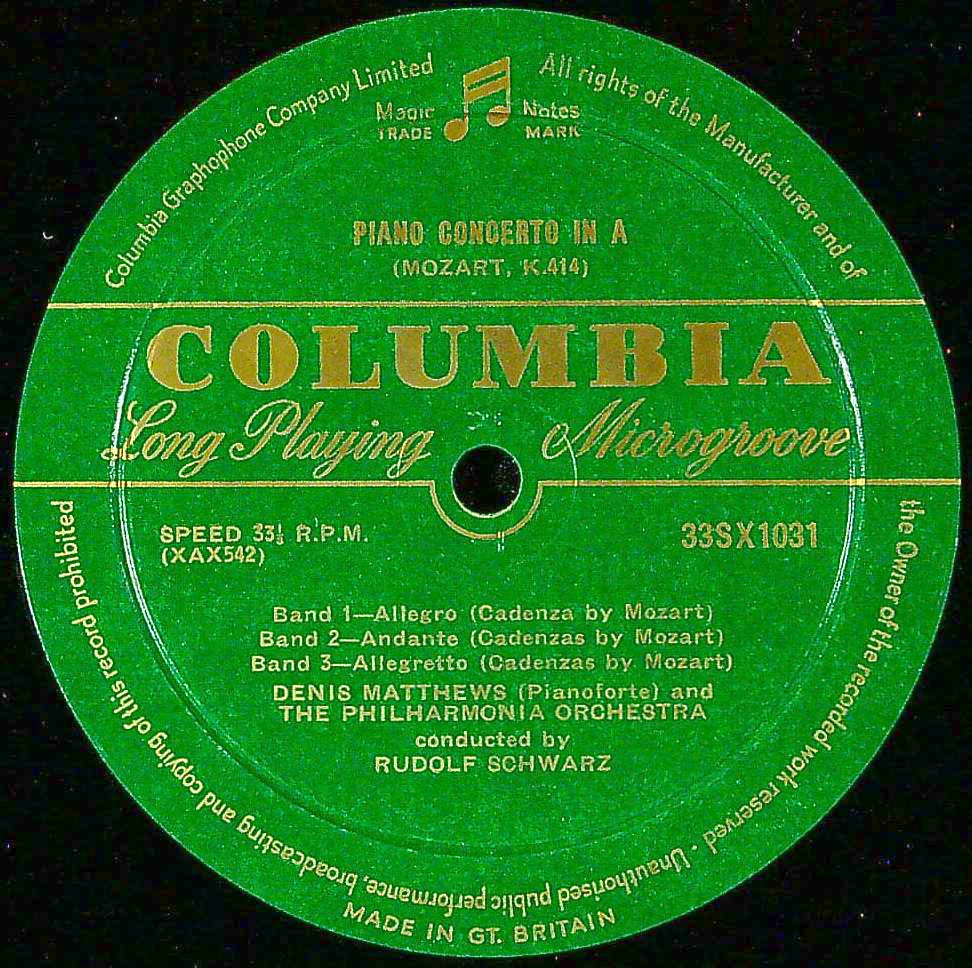 Columbia Graphophone Company Limited
Magic Notes
TRADE MARK
All rights of the Manufacturer and of
the Owner of the recorded work reserved · Unauthorised public performance, broadcasting and copying of this record prohibited
PIANO CONCERTO IN A
(MOZART, K.414)
COLUMBIA
Long Playing Microgroove
SPEED 33⅓ R.P.M.
(XAX542)
33SX1031
Band 1—Allegro (Cadenza by Mozart)
Band 2—Andante (Cadenzas by Mozart)
Band 3—Allegretto (Cadenzas by Mozart)
DENIS MATTHEWS (Pianoforte) and
THE PHILHARMONIA ORCHESTRA
conducted by
RUDOLF SCHWARZ
MADE IN GT. BRITAIN